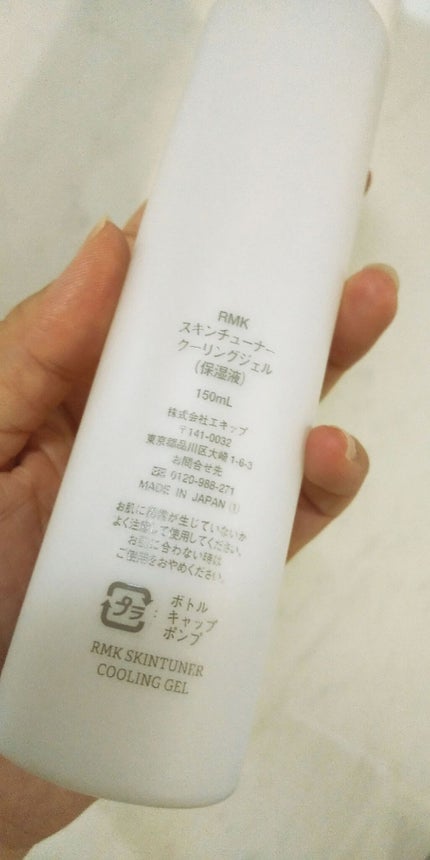 RMK
スキンチューナー
クーリングジェル
(保湿液)
150mL
株式会社エキップ
〒141-0032
東京都品川区大崎1-6-3
お問合せ先
0120-988-271
MADE IN JAPAN ①
お肌に異常が生じていないか
よく注意して使用してください。
お肌に合わない時は
ご使用をおやめください。
プラ : ボトル
キャップ
ポンプ
RMK SKINTUNER
COOLING GEL